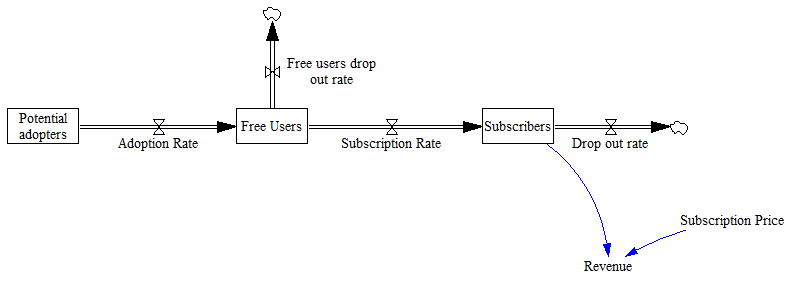 Free users drop
out rate
Potential
adopters
Adoption Rate
Free Users
Subscription Rate
Subscribers
Drop out rate
Subscription Price
Revenue